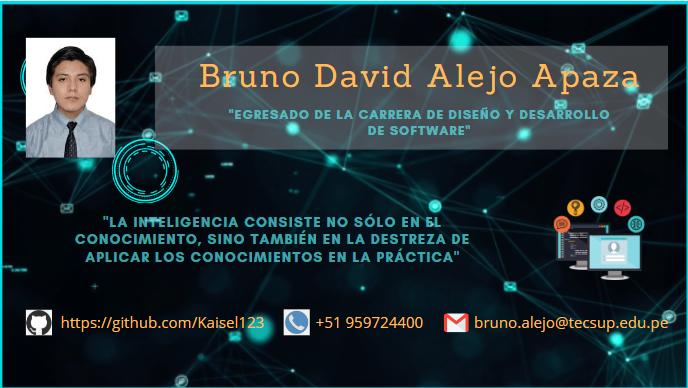 Bruno David Alejo Apaza
"EGRESADO DE LA CARRERA DE DISEÑO Y DESARROLLO
DE SOFTWARE"
"LA INTELIGENCIA CONSISTE NO SÓLO EN EL
CONOCIMIENTO, SINO TAMBIÉN EN LA DESTREZA DE
APLICAR LOS CONOCIMIENTOS EN LA PRÁCTICA"
https://github.com/Kaisel123 +51 959724400 bruno.alejo@tecsup.edu.pe